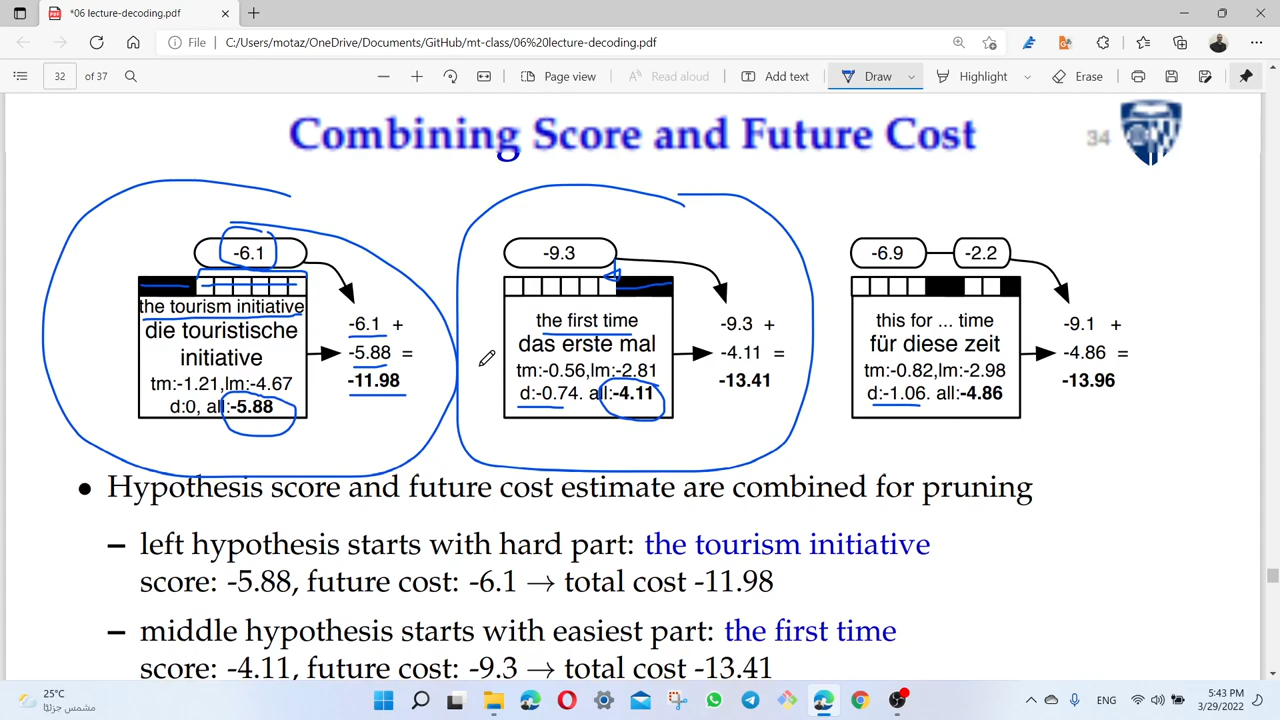 *06 lecture-decoding.pdf
File C:/Users/motaz/OneDrive/Documents/GitHub/mt-class/06%20lecture-decoding.pdf
32 of 37 Page view Read aloud Add text Draw Highlight Erase
Combining Score and Future Cost 34
-6.1
the tourism initiative
die touristische
initiative
tm:-1.21,lm:-4.67
d:0, all:-5.88
-6.1 +
-5.88 =
-11.98
-9.3
the first time
das erste mal
tm:-0.56,lm:-2.81
d:-0.74. all:-4.11
-9.3 +
-4.11 =
-13.41
-6.9 -2.2
this for ... time
für diese zeit
tm:-0.82,lm:-2.98
d:-1.06. all:-4.86
-9.1 +
-4.86 =
-13.96
• Hypothesis score and future cost estimate are combined for pruning
– left hypothesis starts with hard part: the tourism initiative
score: -5.88, future cost: -6.1 → total cost -11.98
– middle hypothesis starts with easiest part: the first time
score: -4.11, future cost: -9.3 → total cost -13.41
25°C
مشمس جزئيًا
ENG
5:43 PM
3/29/2022